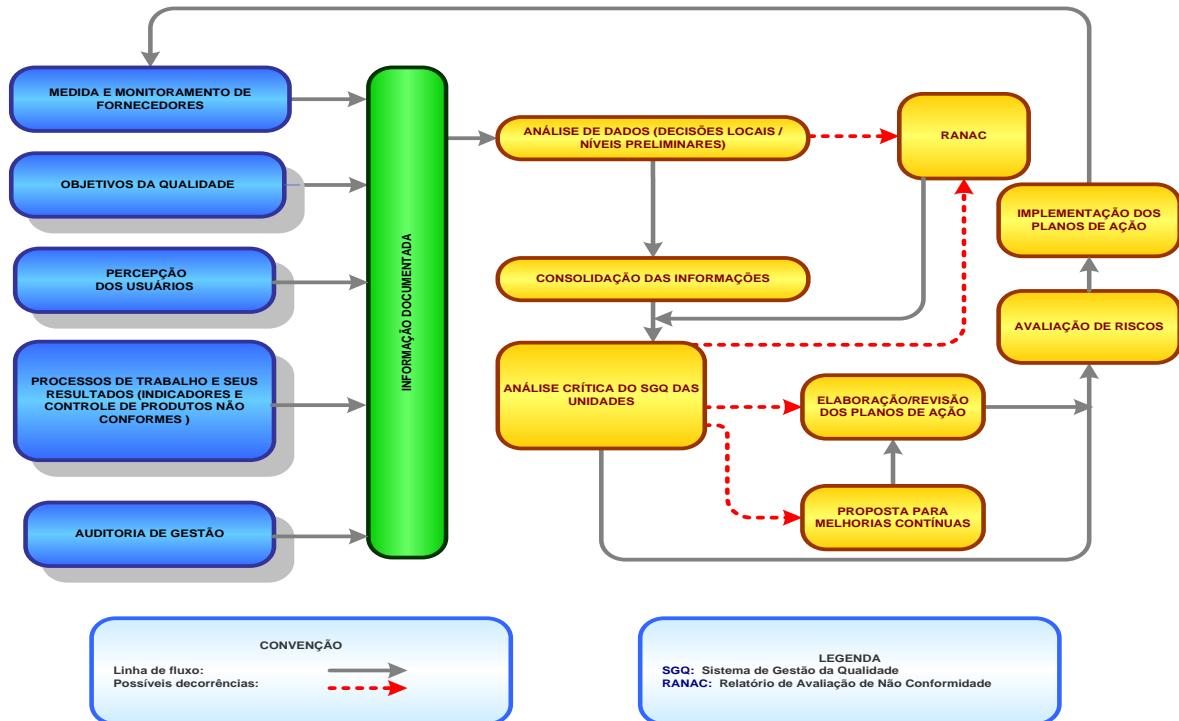 MEDIDA E MONITORAMENTO DE
FORNECEDORES
OBJETIVOS DA QUALIDADE
PERCEPÇÃO
DOS USUÁRIOS
PROCESSOS DE TRABALHO E SEUS
RESULTADOS (INDICADORES E
CONTROLE DE PRODUTOS NÃO
CONFORMES )
AUDITORIA DE GESTÃO
INFORMAÇÃO DOCUMENTADA
ANÁLISE DE DADOS (DECISÕES LOCAIS /
NÍVEIS PRELIMINARES)
RANAC
CONSOLIDAÇÃO DAS INFORMAÇÕES
ANÁLISE CRÍTICA DO SGQ DAS
UNIDADES
ELABORAÇÃO/REVISÃO
DOS PLANOS DE AÇÃO
PROPOSTA PARA
MELHORIAS CONTÍNUAS
IMPLEMENTAÇÃO DOS
PLANOS DE AÇÃO
AVALIAÇÃO DE RISCOS
CONVENÇÃO
Linha de fluxo:
Possíveis decorrências:
LEGENDA
SGQ: Sistema de Gestão da Qualidade
RANAC: Relatório de Avaliação de Não Conformidade